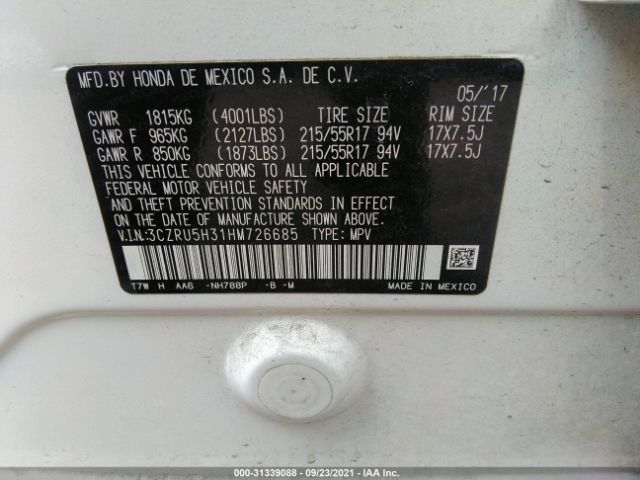 MFD.BY HONDA DE MEXICO S.A. DE C.V.
05/'17
GVWR 1815KG (4001LBS) TIRE SIZE RIM SIZE
GAWR F 965KG (2127LBS) 215/55R17 94V 17X7.5J
GAWR R 850KG (1873LBS) 215/55R17 94V 17X7.5J
THIS VEHICLE CONFORMS TO ALL APPLICABLE
FEDERAL MOTOR VEHICLE SAFETY
AND THEFT PREVENTION STANDARDS IN EFFECT
ON THE DATE OF MANUFACTURE SHOWN ABOVE.
V.I.N.:3CZRU5H31HM726685 TYPE: MPV
T7W H AA6 -NH788P -B -M MADE IN MEXICO
000-31339088 - 09/23/2021 - IAA Inc.